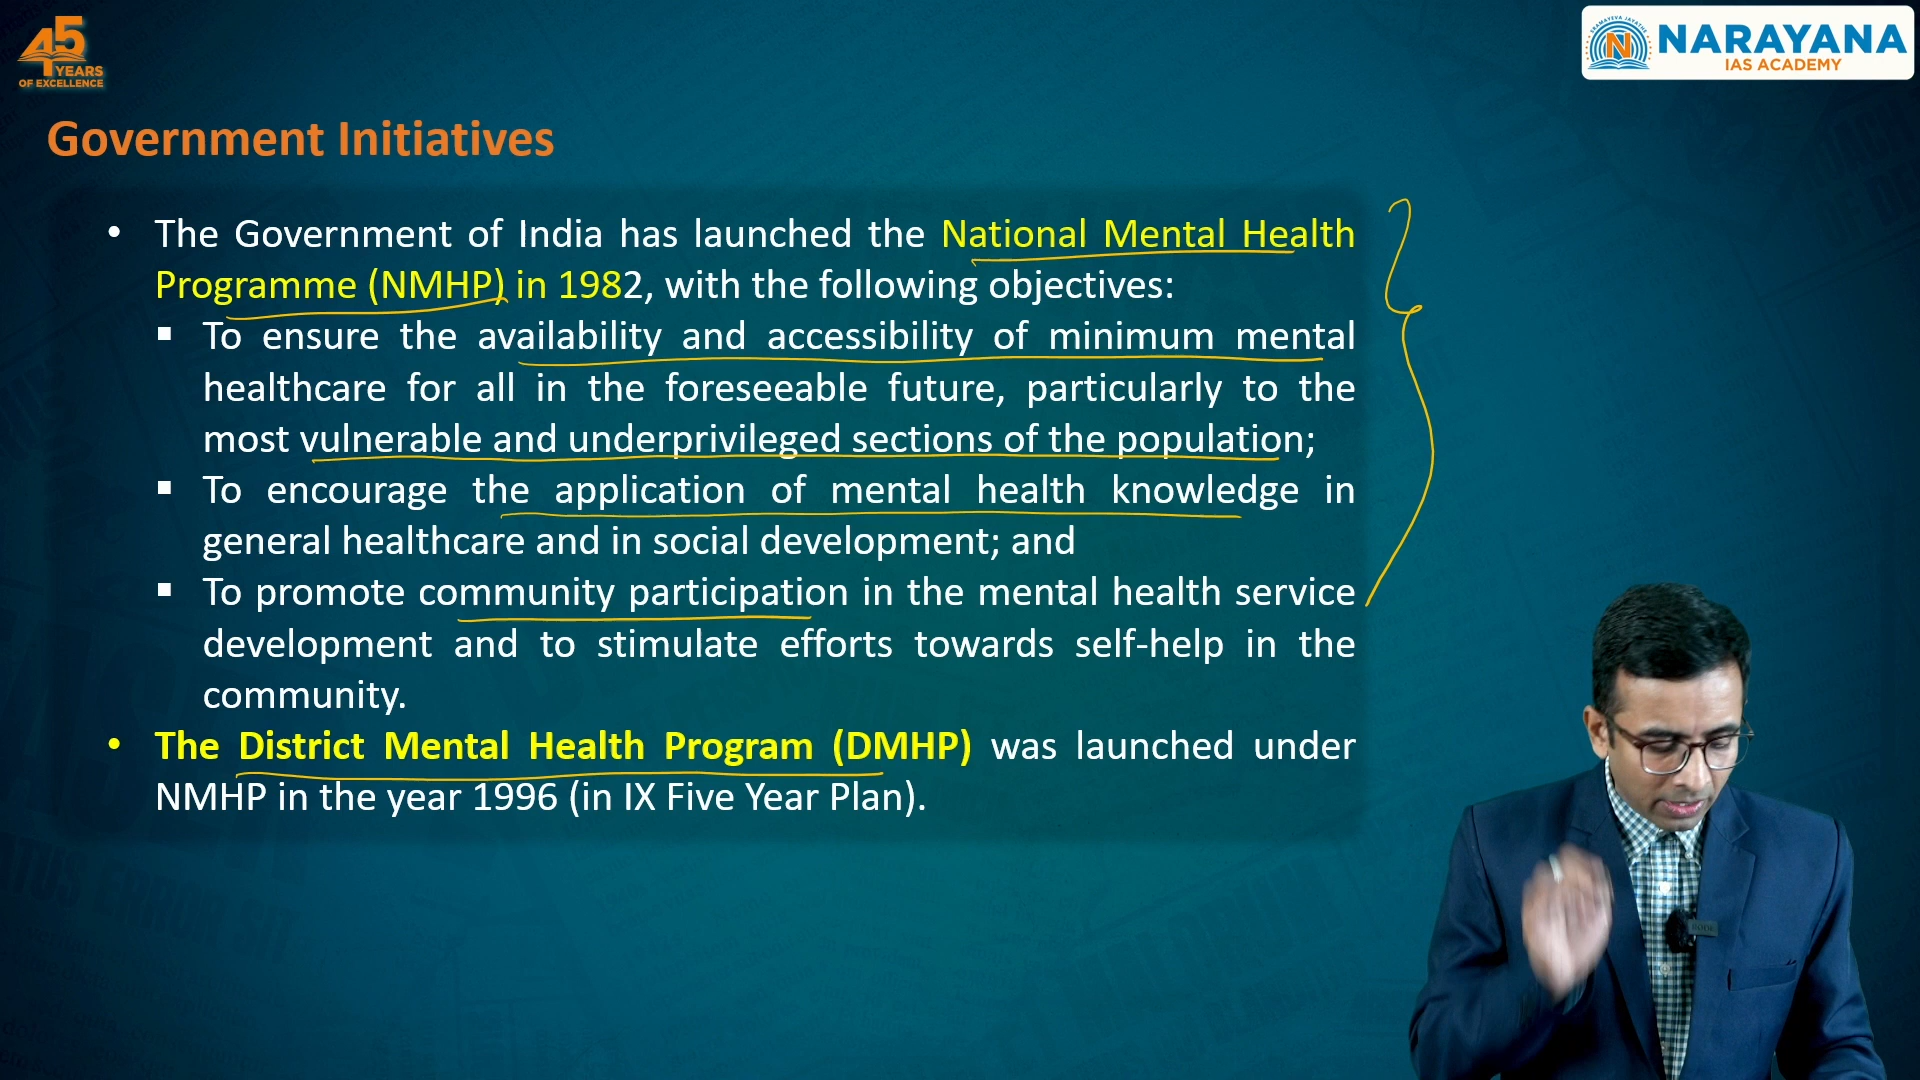 45
YEARS
OF EXCELLENCE
NARAYANA
IAS ACADEMY
Government Initiatives
• The Government of India has launched the National Mental Health
Programme (NMHP) in 1982, with the following objectives:
▪ To ensure the availability and accessibility of minimum mental
healthcare for all in the foreseeable future, particularly to the
most vulnerable and underprivileged sections of the population;
▪ To encourage the application of mental health knowledge in
general healthcare and in social development; and
▪ To promote community participation in the mental health service
development and to stimulate efforts towards self-help in the
community.
• The District Mental Health Program (DMHP) was launched under
NMHP in the year 1996 (in IX Five Year Plan).